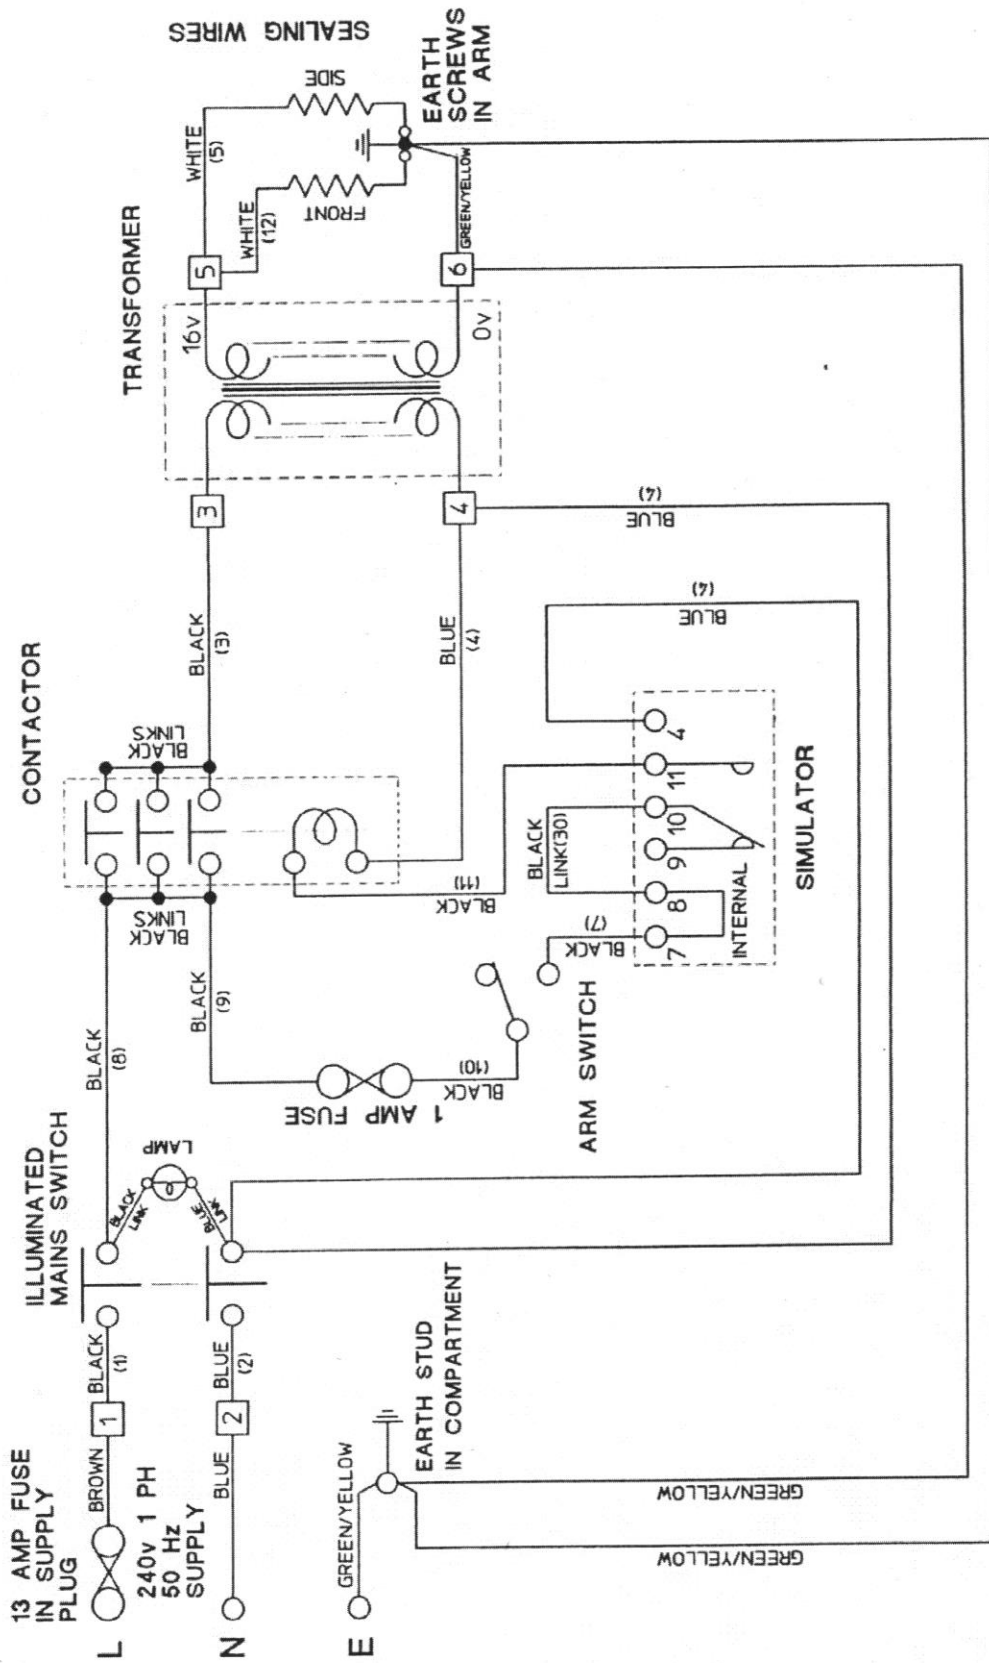 13 AMP FUSE
IN SUPPLY
PLUG
L
BROWN
1
BLACK
(1)
240v 1 PH
50 Hz
SUPPLY
N
BLUE
2
BLUE
(2)
E
GREEN/YELLOW
EARTH STUD
IN COMPARTMENT
GREEN/YELLOW
GREEN/YELLOW
ILLUMINATED
MAINS SWITCH
BLACK
LINK
LAMP
BLUE
LINK
BLACK
(8)
BLACK
(9)
1 AMP FUSE
BLACK
(10)
ARM SWITCH
BLACK
(7)
CONTACTOR
BLACK
LINKS
BLACK
LINKS
BLACK
(11)
BLACK
LINK(30)
7
8
9
10
11
4
INTERNAL
SIMULATOR
BLUE
(4)
BLACK
(3)
BLUE
(4)
3
4
BLUE
(4)
TRANSFORMER
16v
0v
5
6
WHITE
(5)
WHITE
(12)
GREEN/YELLOW
FRONT
SIDE
SEALING WIRES
EARTH
SCREWS
IN ARM